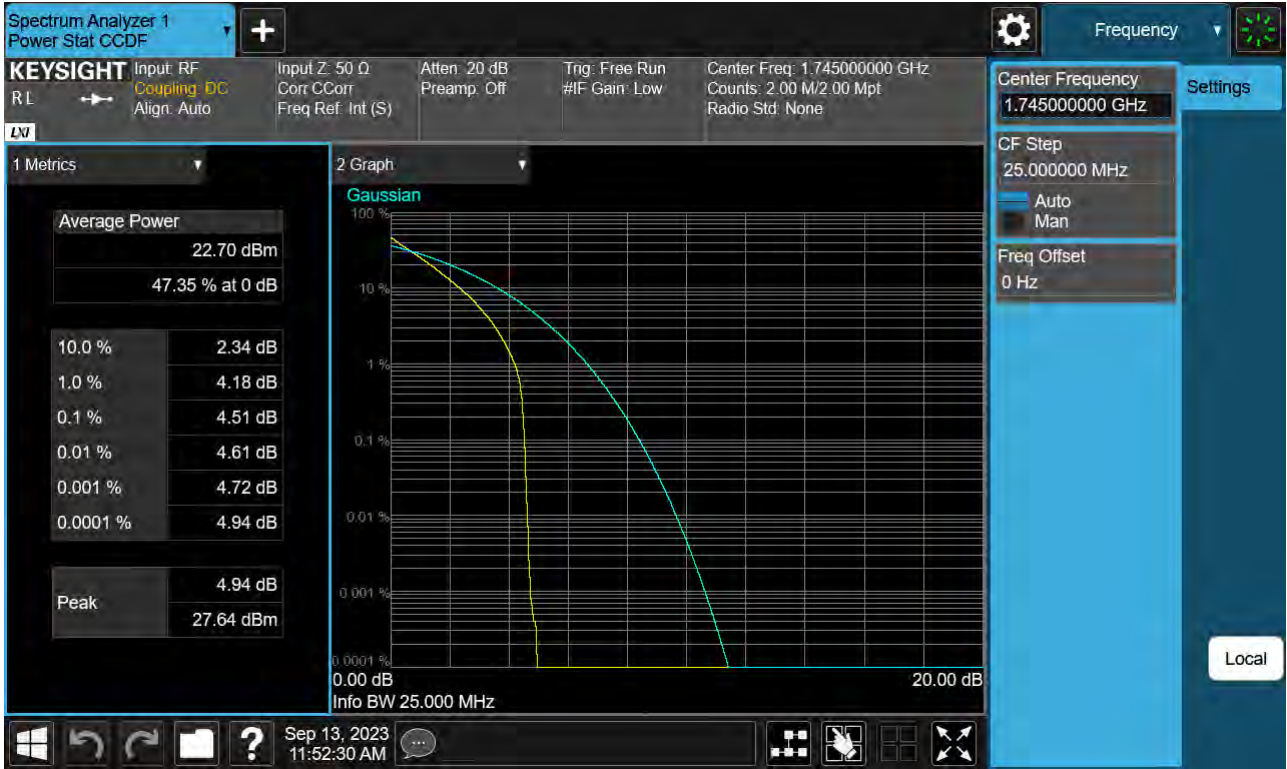 Spectrum Analyzer 1
Power Stat CCDF
+
Frequency
KEYSIGHT
RL
LXI
Input: RF
Coupling: DC
Align: Auto
Input Z: 50 Ω
Corr CCorr
Freq Ref: Int (S)
Atten: 20 dB
Preamp: Off
Trig: Free Run
#IF Gain: Low
Center Freq: 1.745000000 GHz
Counts: 2.00 M/2.00 Mpt
Radio Std: None
Center Frequency
1.745000000 GHz
Settings
CF Step
25.000000 MHz
Auto
Man
Freq Offset
0 Hz
1 Metrics
Average Power
22.70 dBm
47.35 % at 0 dB
10.0 % 2.34 dB
1.0 % 4.18 dB
0.1 % 4.51 dB
0.01 % 4.61 dB
0.001 % 4.72 dB
0.0001 % 4.94 dB
Peak
4.94 dB
27.64 dBm
2 Graph
Gaussian
100 %
10 %
1 %
0.1 %
0.01 %
0.001 %
0.0001 %
0.00 dB 20.00 dB
Info BW 25.000 MHz
Local
?
Sep 13, 2023
11:52:30 AM